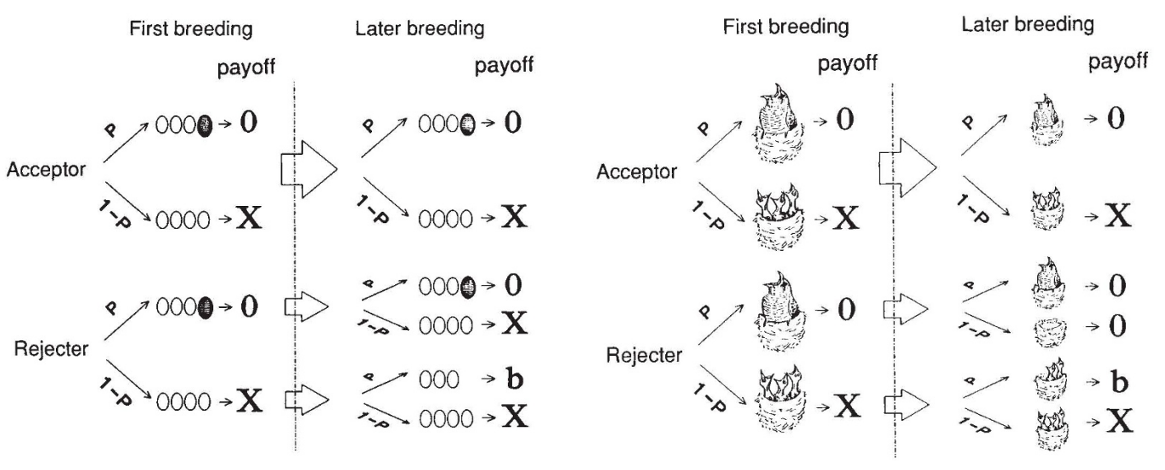 First breeding
Later breeding
payoff
payoff
Acceptor
P
→ 0
P
→ 0
1-P
→ X
1-P
→ X
Rejecter
P
→ 0
P
→ 0
1-P
→ X
1-P
→ X
P
→ b
1-P
→ X
First breeding
Later breeding
payoff
payoff
Acceptor
P
→ 0
P
→ 0
1-P
→ X
1-P
→ X
Rejecter
P
→ 0
P
→ 0
1-P
→ 0
1-P
→ X
P
→ b
1-P
→ X